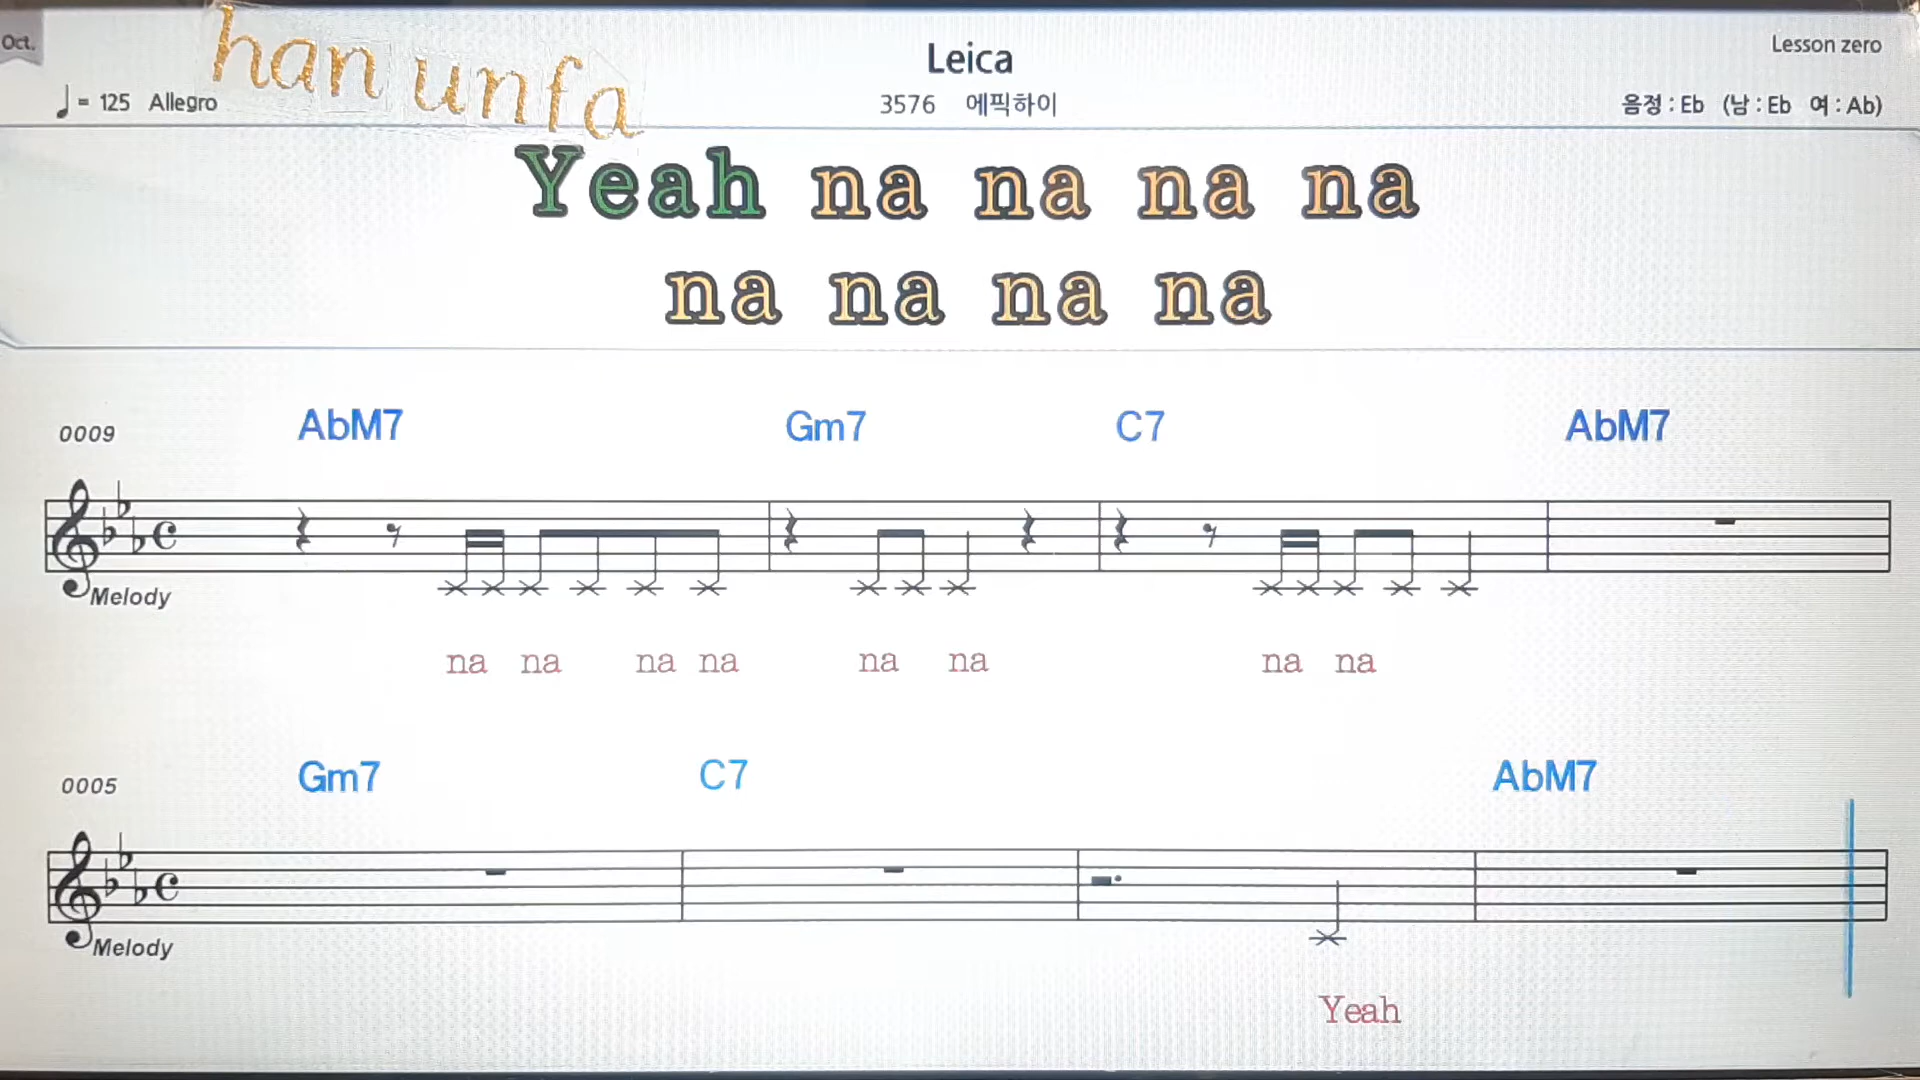 Oct.
han unfa
Leica
Lesson zero
♩= 125 Allegro
3576 에픽하이
음정 : Eb (남 : Eb 여 : Ab)
Yeah na na na na
na na na na
0009
AbM7 Gm7 C7 AbM7
Melody
na na na na na na na na
0005
Gm7 C7 AbM7
Melody
Yeah